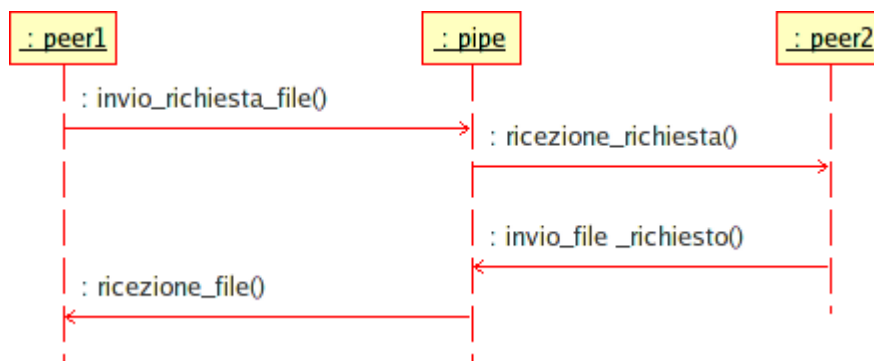 : peer1
: pipe
: peer2
: invio_richiesta_file()
: ricezione_richiesta()
: invio_file _richiesto()
: ricezione_file()